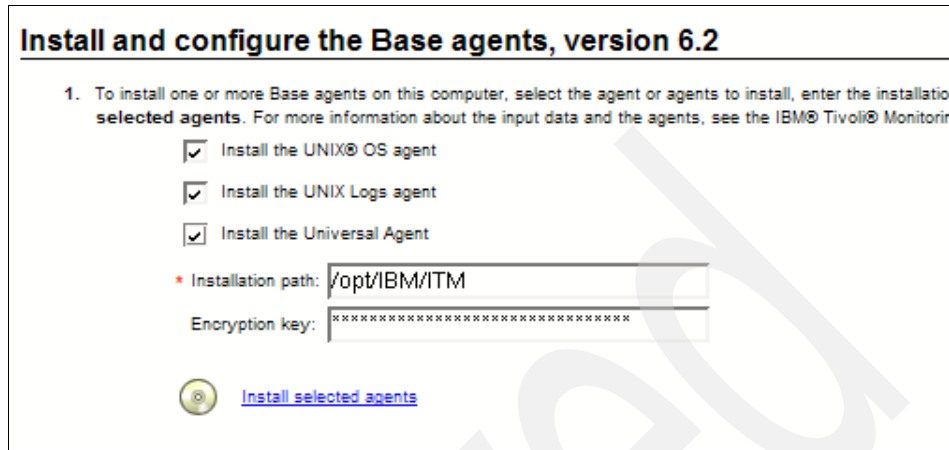 Install and configure the Base agents, version 6.2
1. To install one or more Base agents on this computer, select the agent or agents to install, enter the
selected agents. For more information about the input data and the agents, see the IBM® Tivoli®
Install the UNIX® OS agent
Install the UNIX Logs agent
Install the Universal Agent
* Installation path: /opt/IBM/ITM
Encryption key: ********************************
Install selected agents